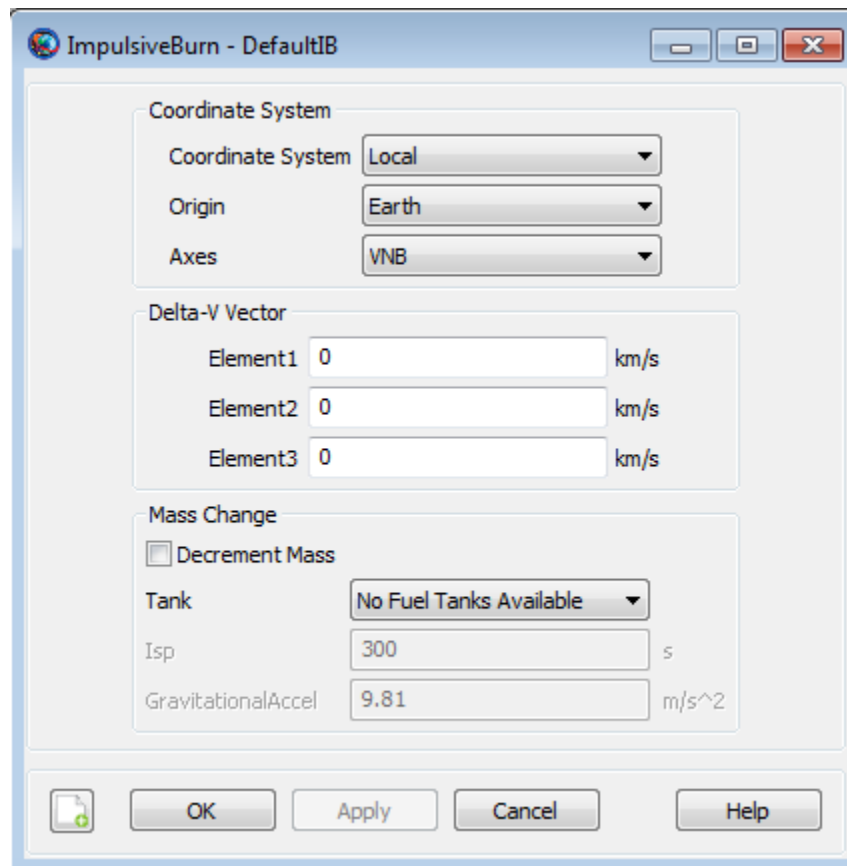 ImpulsiveBurn - DefaultIB
Coordinate System
Coordinate System Local
Origin Earth
Axes VNB
Delta-V Vector
Element1 0 km/s
Element2 0 km/s
Element3 0 km/s
Mass Change
Decrement Mass
Tank No Fuel Tanks Available
Isp 300 s
GravitationalAccel 9.81 m/s^2
OK Apply Cancel Help